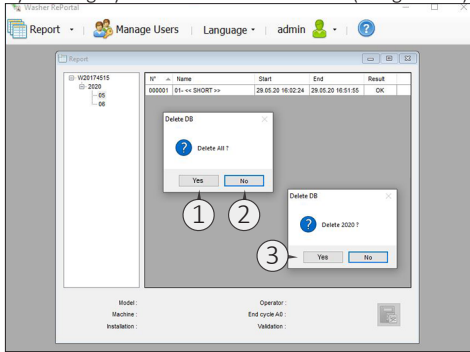 Washer RePortal
Report Manage Users Language admin
Report
W20174515
2020
05
06
N° Name Start End Result
000001 01- << SHORT >> 29.05.20 16:02:24 29.05.20 16:51:55 OK
Delete DB
Delete All ?
Yes No
1 2
Delete DB
Delete 2020 ?
3 Yes No
Model : Operator :
Machine : End cycle A0 :
Installation : Validation :